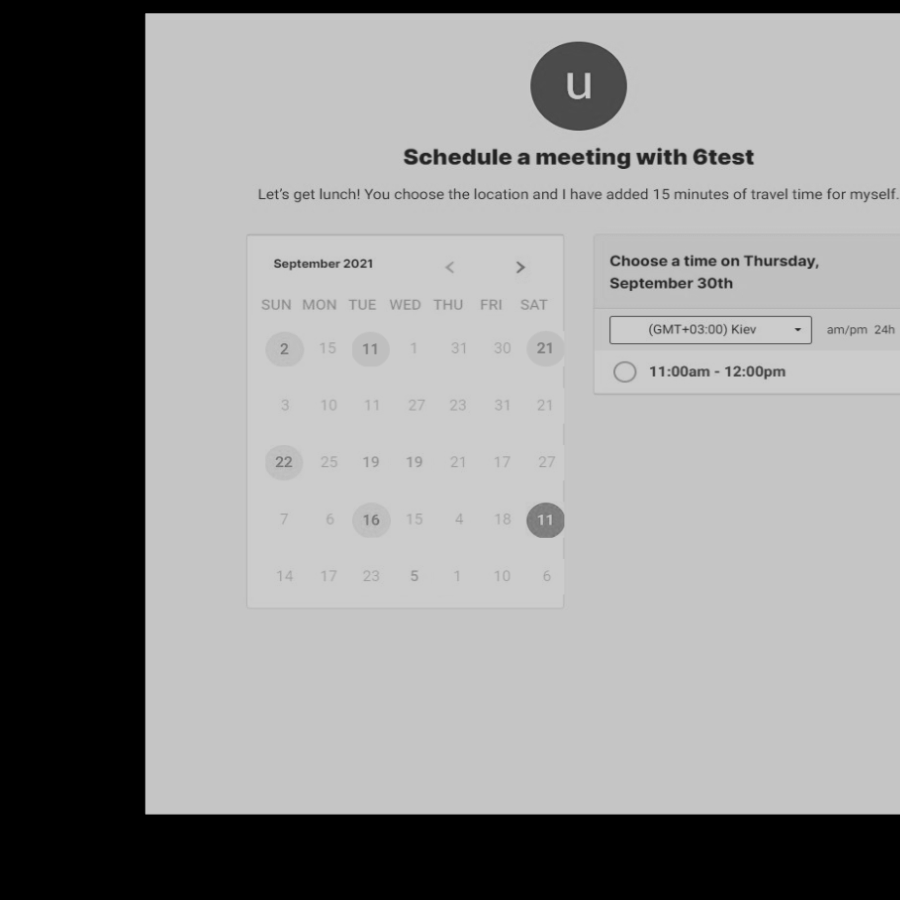 u
Schedule a meeting with 6test
Let's get lunch! You choose the location and I have added 15 minutes of travel time for myself.
September 2021 < >
SUN MON TUE WED THU FRI SAT
2 15 11 1 31 30 21
3 10 11 27 23 31 21
22 25 19 19 21 17 27
7 6 16 15 4 18 11
14 17 23 5 1 10 6
Choose a time on Thursday,
September 30th
(GMT+03:00) Kiev am/pm 24h
11:00am - 12:00pm